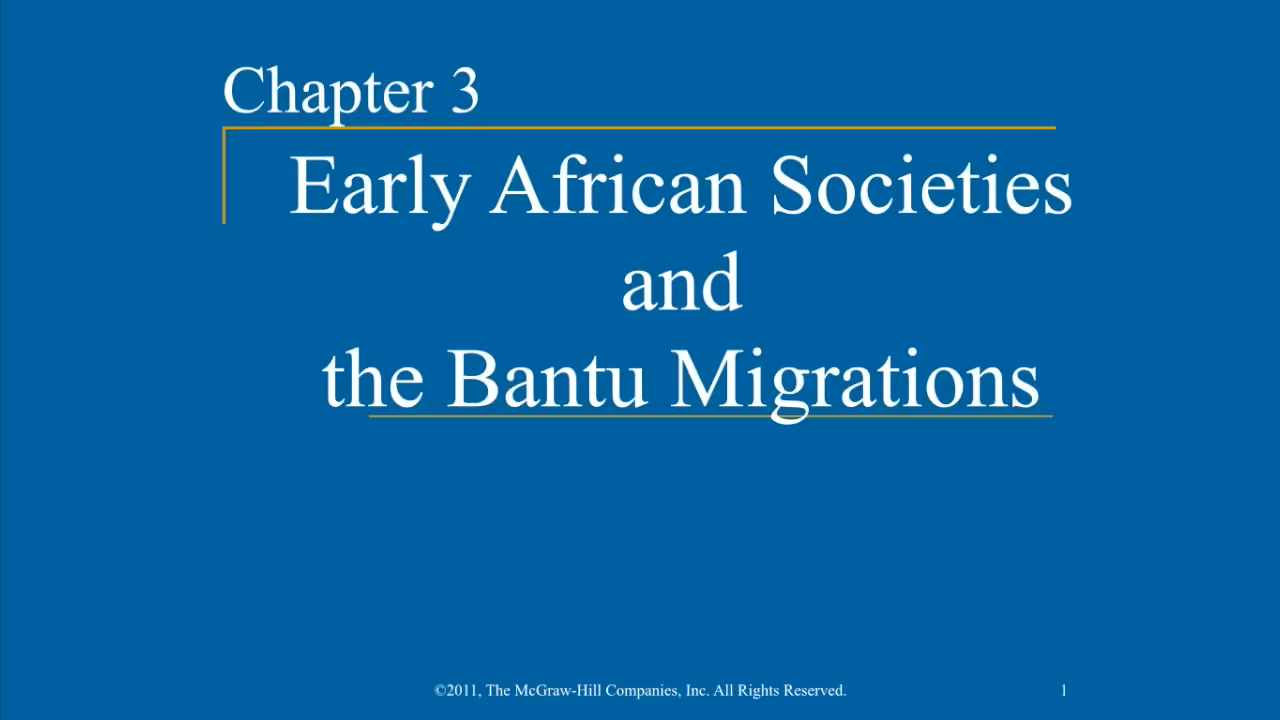 Chapter 3
Early African Societies
and
the Bantu Migrations
©2011, The McGraw-Hill Companies, Inc. All Rights Reserved.
1